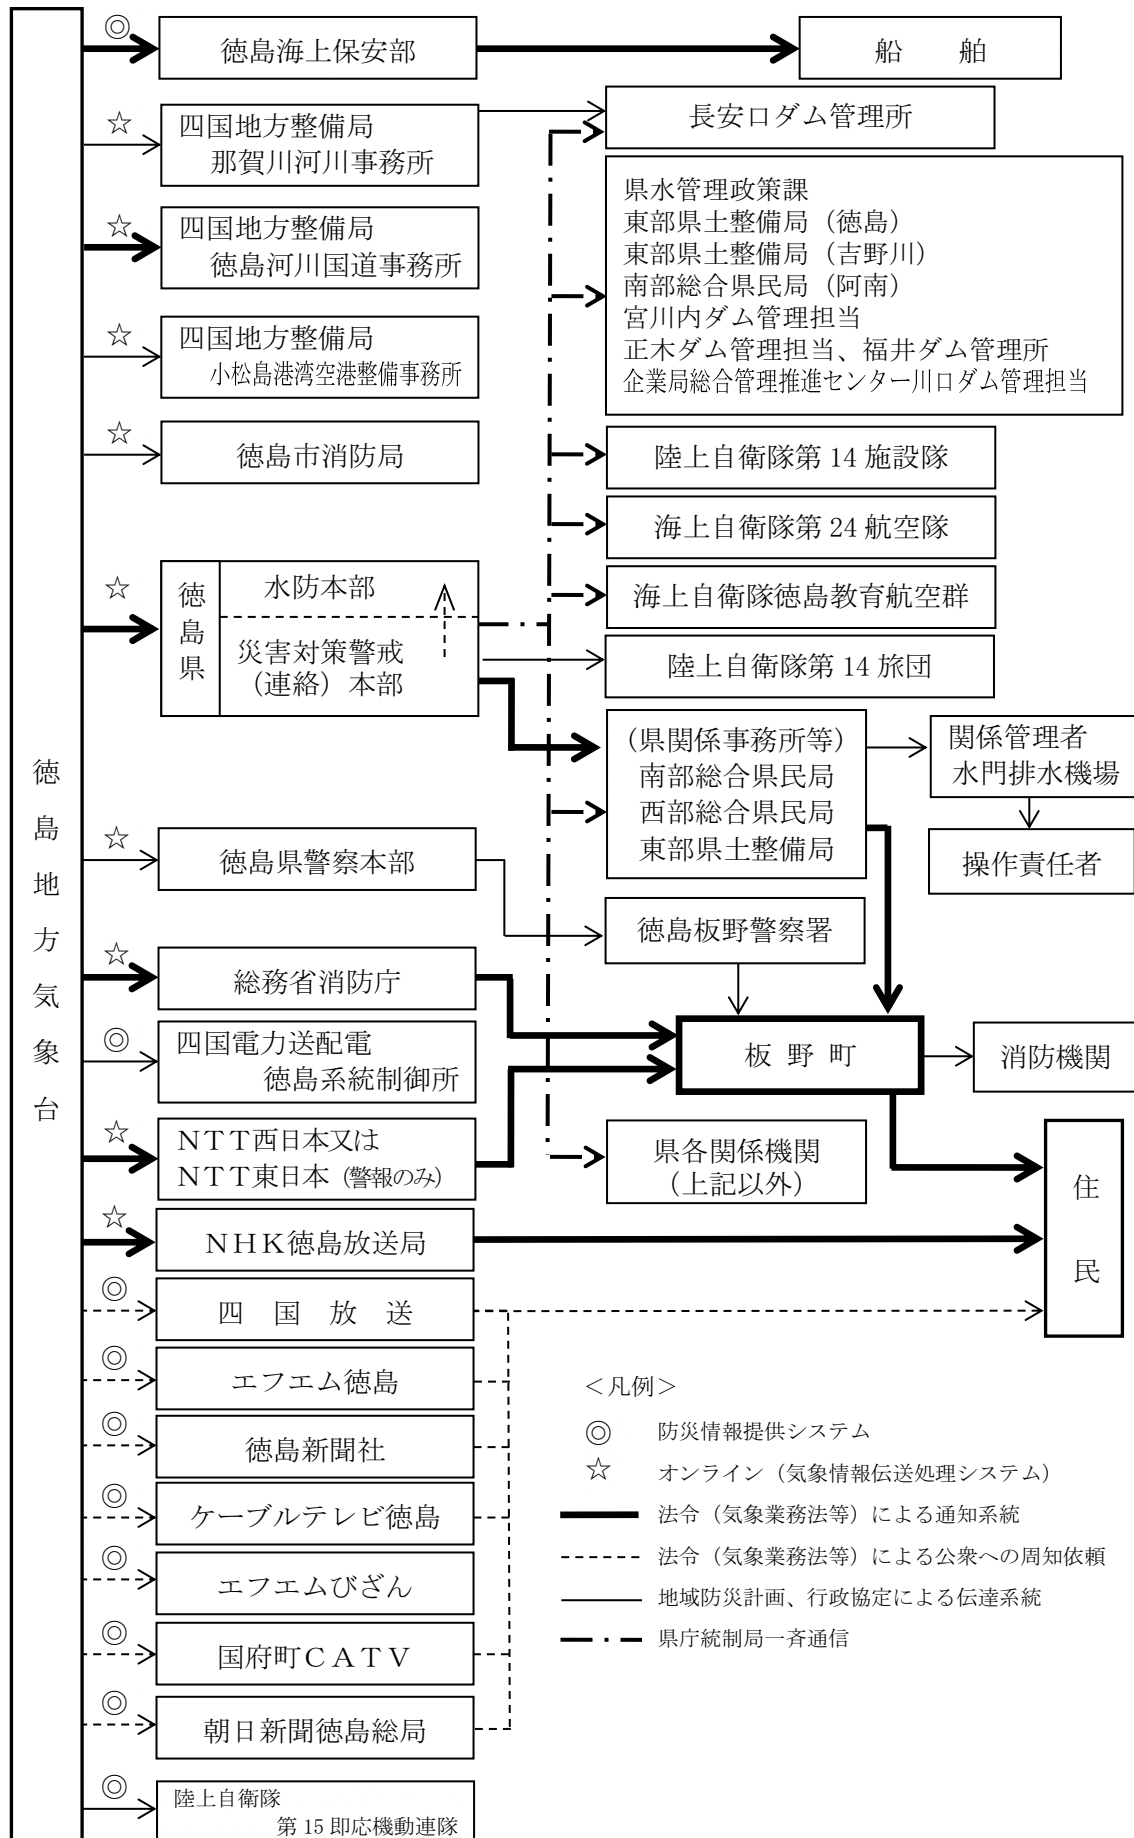 徳島地方気象台
◎
徳島海上保安部
船　　舶
☆
四国地方整備局
那賀川河川事務所
長安口ダム管理所
☆
四国地方整備局
徳島河川国道事務所
県水管理政策課
東部県土整備局（徳島）
東部県土整備局（吉野川）
南部総合県民局（阿南）
宮川内ダム管理担当
正木ダム管理担当、福井ダム管理所
企業局総合管理推進センター川口ダム管理担当
☆
四国地方整備局
小松島港湾空港整備事務所
☆
徳島市消防局
陸上自衛隊第 14 施設隊
海上自衛隊第 24 航空隊
☆
徳島県
水防本部
災害対策警戒
（連絡）本部
海上自衛隊徳島教育航空群
陸上自衛隊第 14 旅団
（県関係事務所等）
南部総合県民局
西部総合県民局
東部県土整備局
関係管理者
水門排水機場
操作責任者
☆
徳島県警察本部
徳島板野警察署
☆
総務省消防庁
◎
四国電力送配電
徳島系統制御所
板 野 町
消防機関
☆
ＮＴＴ西日本又は
ＮＴＴ東日本（警報のみ）
県各関係機関
（上記以外）
住民
☆
ＮＨＫ徳島放送局
◎
四　国　放　送
◎
エフエム徳島
◎
徳島新聞社
◎
ケーブルテレビ徳島
◎
エフエムびざん
◎
国府町ＣＡＴＶ
◎
朝日新聞徳島総局
◎
陸上自衛隊
第 15 即応機動連隊
＜凡例＞
◎　防災情報提供システム
☆　オンライン（気象情報伝送処理システム）
法令（気象業務法等）による通知系統
法令（気象業務法等）による公衆への周知依頼
地域防災計画、行政協定による伝達系統
県庁統制局一斉通信